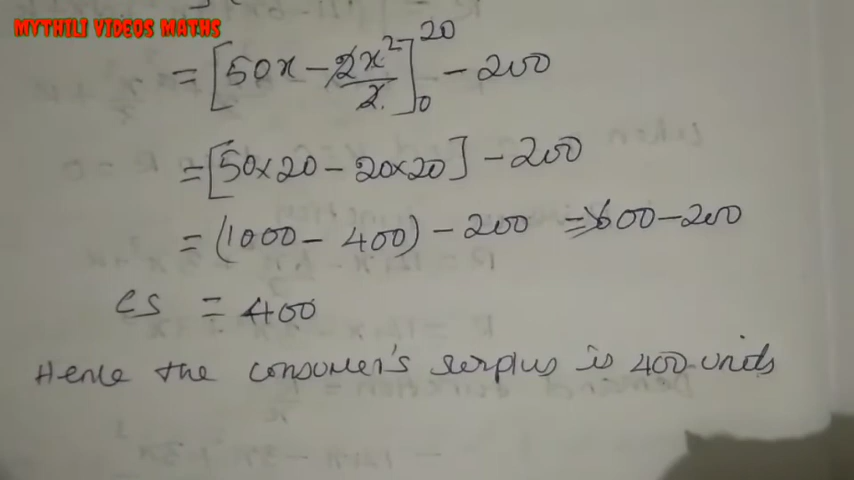 MYTHILI VIDEOS MATHS
= [50x - 2x²/2]₀²⁰ - 200
= [50×20 - 20×20] - 200
= (1000 - 400) - 200 = 600 - 200
CS = 400
Hence the consumer's surplus is 400 units